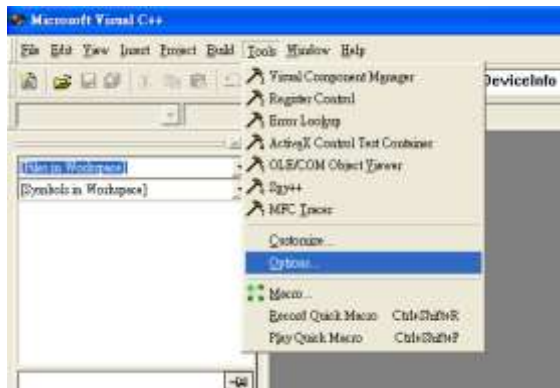 Microsoft Visual C++
File Edit View Insert Project Build Tools Window Help
DeviceInfo
Visual Component Manager
Register Control
Error Lookup
ActiveX Control Test Container
OLE/COM Object Viewer
Spy++
MFC Tracer
Customize...
Options...
Macro...
Record Quick Macro Ctrl+Shift+R
Play Quick Macro Ctrl+Shift+P
[Files in Workspace]
[Symbols in Workspace]